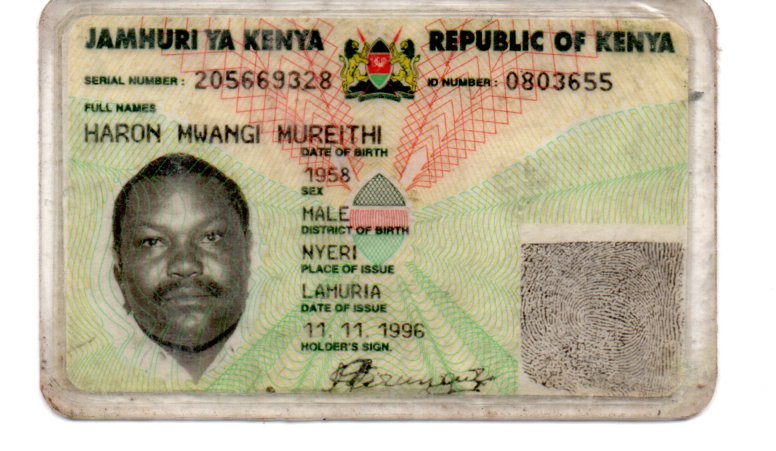 JAMHURI YA KENYA REPUBLIC OF KENYA
SERIAL NUMBER: 205669328 ID NUMBER: 0803655
FULL NAMES
HARON MWANGI MUREITHI
DATE OF BIRTH
1958
SEX
MALE
DISTRICT OF BIRTH
NYERI
PLACE OF ISSUE
LAMURIA
DATE OF ISSUE
11. 11. 1996
HOLDER'S SIGN.